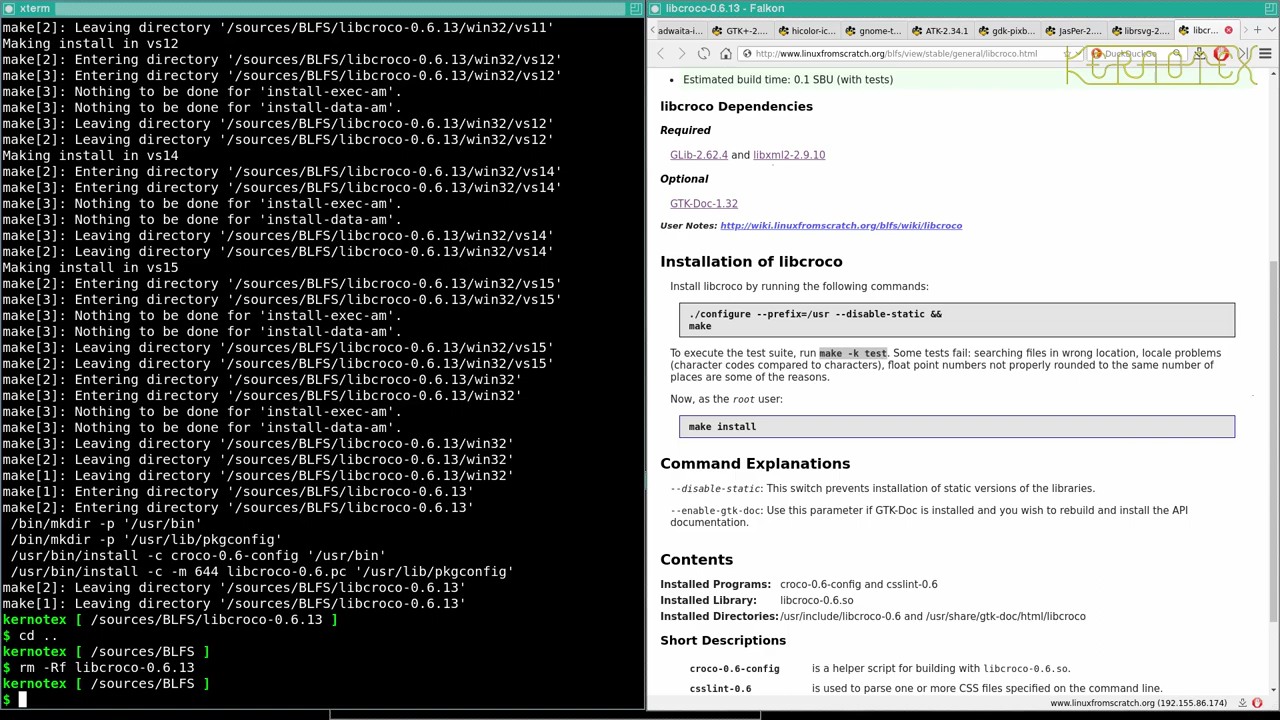 xterm
make[2]: Leaving directory '/sources/BLFS/libcroco-0.6.13/win32/vs11'
Making install in vs12
make[2]: Entering directory '/sources/BLFS/libcroco-0.6.13/win32/vs12'
make[3]: Entering directory '/sources/BLFS/libcroco-0.6.13/win32/vs12'
make[3]: Nothing to be done for 'install-exec-am'.
make[3]: Nothing to be done for 'install-data-am'.
make[3]: Leaving directory '/sources/BLFS/libcroco-0.6.13/win32/vs12'
make[2]: Leaving directory '/sources/BLFS/libcroco-0.6.13/win32/vs12'
Making install in vs14
make[2]: Entering directory '/sources/BLFS/libcroco-0.6.13/win32/vs14'
make[3]: Entering directory '/sources/BLFS/libcroco-0.6.13/win32/vs14'
make[3]: Nothing to be done for 'install-exec-am'.
make[3]: Nothing to be done for 'install-data-am'.
make[3]: Leaving directory '/sources/BLFS/libcroco-0.6.13/win32/vs14'
make[2]: Leaving directory '/sources/BLFS/libcroco-0.6.13/win32/vs14'
Making install in vs15
make[2]: Entering directory '/sources/BLFS/libcroco-0.6.13/win32/vs15'
make[3]: Entering directory '/sources/BLFS/libcroco-0.6.13/win32/vs15'
make[3]: Nothing to be done for 'install-exec-am'.
make[3]: Nothing to be done for 'install-data-am'.
make[3]: Leaving directory '/sources/BLFS/libcroco-0.6.13/win32/vs15'
make[2]: Leaving directory '/sources/BLFS/libcroco-0.6.13/win32/vs15'
make[2]: Entering directory '/sources/BLFS/libcroco-0.6.13/win32'
make[3]: Entering directory '/sources/BLFS/libcroco-0.6.13/win32'
make[3]: Nothing to be done for 'install-exec-am'.
make[3]: Nothing to be done for 'install-data-am'.
make[3]: Leaving directory '/sources/BLFS/libcroco-0.6.13/win32'
make[2]: Leaving directory '/sources/BLFS/libcroco-0.6.13/win32'
make[1]: Leaving directory '/sources/BLFS/libcroco-0.6.13/win32'
make[1]: Entering directory '/sources/BLFS/libcroco-0.6.13'
make[2]: Entering directory '/sources/BLFS/libcroco-0.6.13'
/bin/mkdir -p '/usr/bin'
/bin/mkdir -p '/usr/lib/pkgconfig'
/usr/bin/install -c croco-0.6-config '/usr/bin'
/usr/bin/install -c -m 644 libcroco-0.6.pc '/usr/lib/pkgconfig'
make[2]: Leaving directory '/sources/BLFS/libcroco-0.6.13'
make[1]: Leaving directory '/sources/BLFS/libcroco-0.6.13'
kernotex [ /sources/BLFS/libcroco-0.6.13 ]
$ cd ..
kernotex [ /sources/BLFS ]
$ rm -Rf libcroco-0.6.13
kernotex [ /sources/BLFS ]
$
libcroco-0.6.13 - Falkon
adwaita-i... GTK+-2.... hicolor-ic... gnome-t... ATK-2.34.1 gdk-pixb... JasPer-2.... librsvg-2.... libcr...
http://www.linuxfromscratch.org/blfs/view/stable/general/libcroco.html DuckDuckGo
KERNOTEX
• Estimated build time: 0.1 SBU (with tests)
libcroco Dependencies
Required
GLib-2.62.4 and libxml2-2.9.10
Optional
GTK-Doc-1.32
User Notes: http://wiki.linuxfromscratch.org/blfs/wiki/libcroco
Installation of libcroco
Install libcroco by running the following commands:
./configure --prefix=/usr --disable-static &&
make
To execute the test suite, run make -k test. Some tests fail: searching files in wrong location, locale problems
(character codes compared to characters), float point numbers not properly rounded to the same number of
places are some of the reasons.
Now, as the root user:
make install
Command Explanations
--disable-static: This switch prevents installation of static versions of the libraries.
--enable-gtk-doc: Use this parameter if GTK-Doc is installed and you wish to rebuild and install the API
documentation.
Contents
Installed Programs: croco-0.6-config and csslint-0.6
Installed Library: libcroco-0.6.so
Installed Directories: /usr/include/libcroco-0.6 and /usr/share/gtk-doc/html/libcroco
Short Descriptions
croco-0.6-config is a helper script for building with libcroco-0.6.so.
csslint-0.6 is used to parse one or more CSS files specified on the command line.
www.linuxfromscratch.org (192.155.86.174)